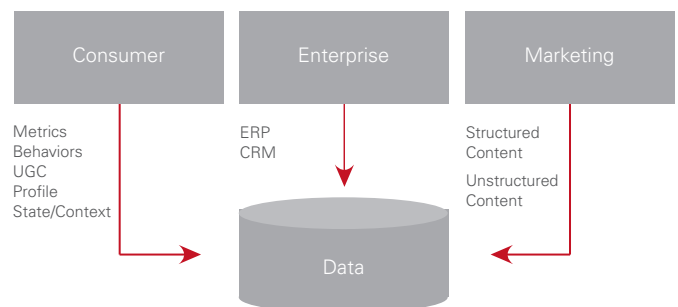 Consumer
Enterprise
Marketing
Metrics
Behaviors
UGC
Profile
State/Context
ERP
CRM
Structured
Content
Unstructured
Content
Data